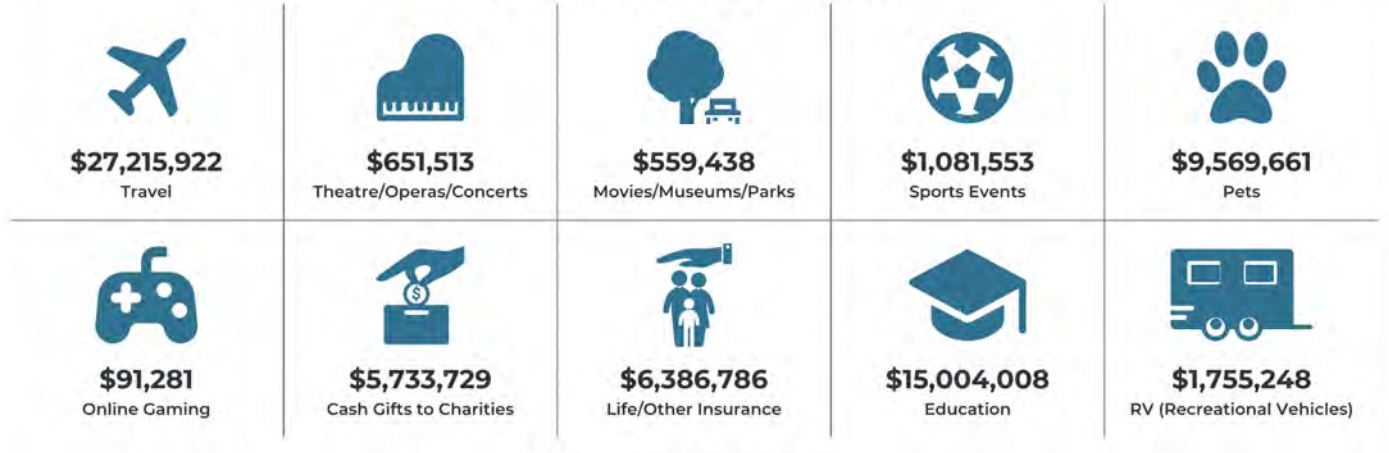 $27,215,922
Travel
$651,513
Theatre/Operas/Concerts
$559,438
Movies/Museums/Parks
$1,081,553
Sports Events
$9,569,661
Pets
$91,281
Online Gaming
$
$5,733,729
Cash Gifts to Charities
$6,386,786
Life/Other Insurance
$15,004,008
Education
$1,755,248
RV (Recreational Vehicles)